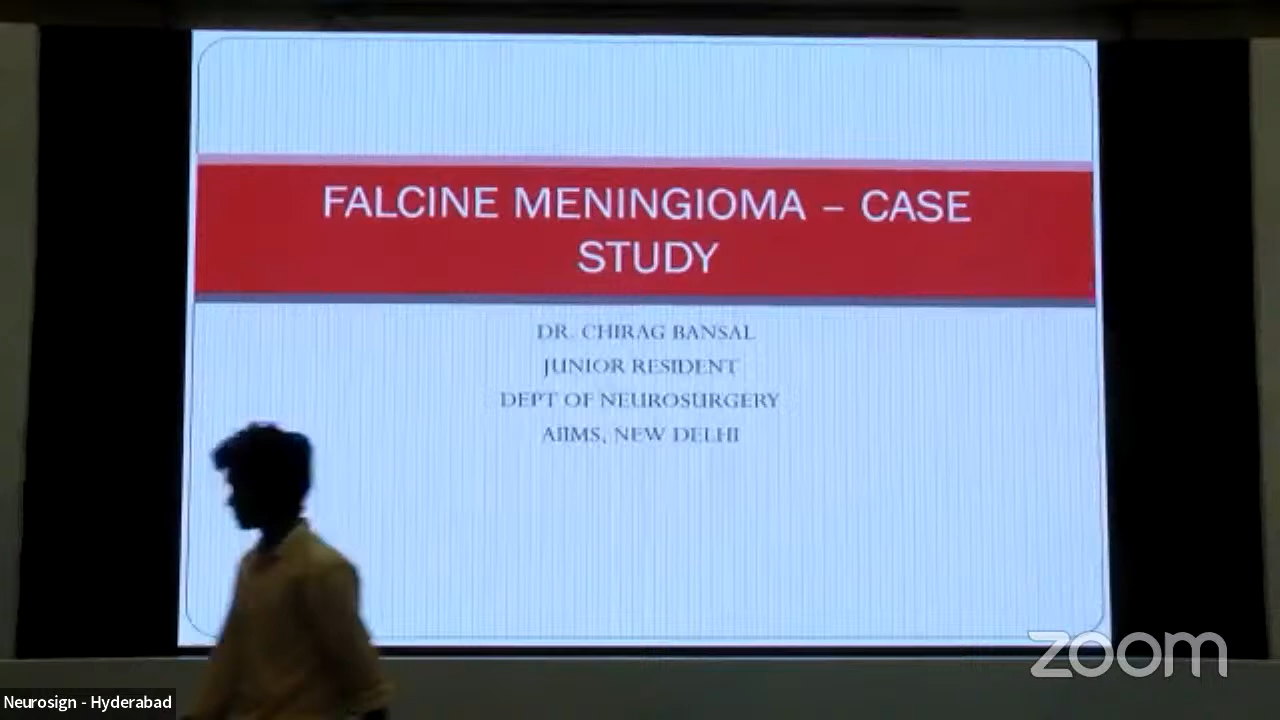 FALCINE MENINGIOMA – CASE
STUDY
DR. CHIRAG BANSAL
JUNIOR RESIDENT
DEPT OF NEUROSURGERY
AIIMS, NEW DELHI
zoom
Neurosign - Hyderabad